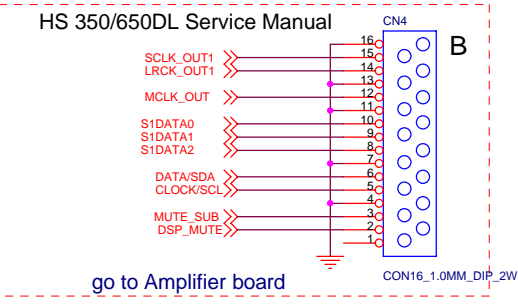 HS 350/650DL Service Manual
CN4
B
16
SCLK_OUT1
15
LRCK_OUT1
14
13
MCLK_OUT
12
11
S1DATA0
10
S1DATA1
9
S1DATA2
8
7
DATA/SDA
6
CLOCK/SCL
5
4
MUTE_SUB
3
DSP_MUTE
2
1
go to Amplifier board
CON16_1.0MM_DIP_2W